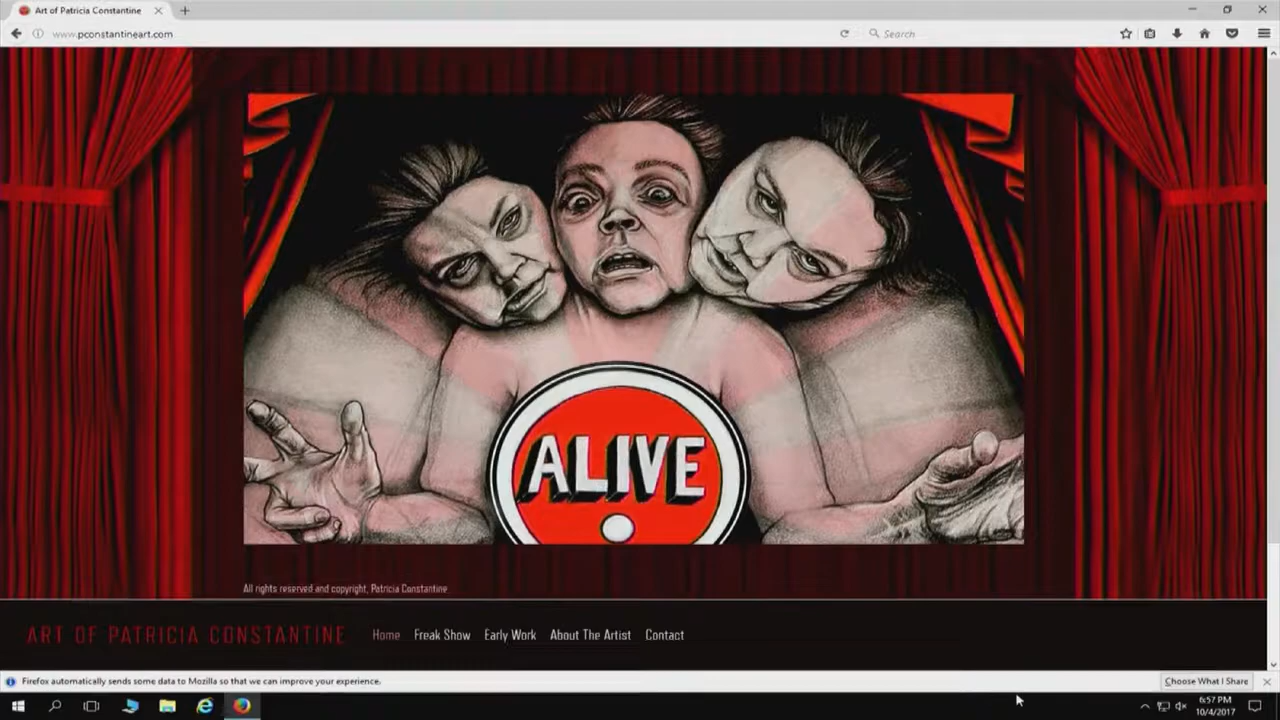 Art of Patricia Constantine
www.pconstantineart.com
Search
ALIVE
All rights reserved and copyright, Patricia Constantine
ART OF PATRICIA CONSTANTINE
Home Freak Show Early Work About The Artist Contact
Firefox automatically sends some data to Mozilla so that we can improve your experience.
Choose What I Share
6:57 PM
10/4/2017